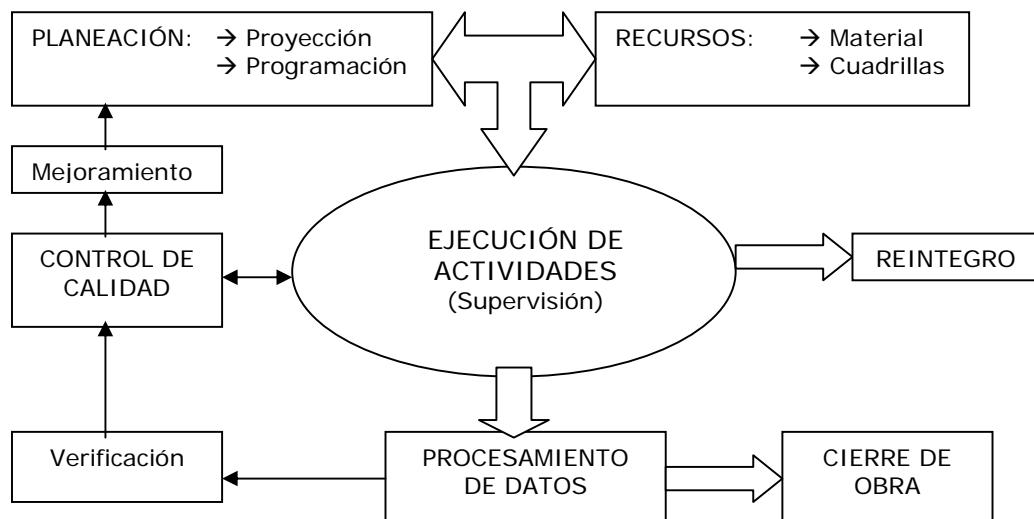 PLANEACIÓN: → Proyección
→ Programación
RECURSOS: → Material
→ Cuadrillas
Mejoramiento
EJECUCIÓN DE
ACTIVIDADES
(Supervisión)
CONTROL DE
CALIDAD
REINTEGRO
Verificación
PROCESAMIENTO
DE DATOS
CIERRE DE
OBRA